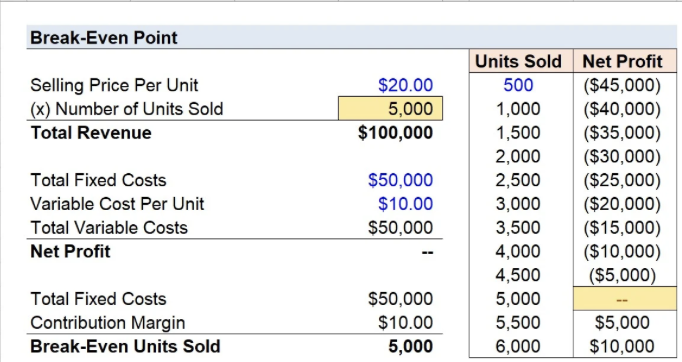 Break-Even Point
Selling Price Per Unit $20.00
(x) Number of Units Sold 5,000
Total Revenue $100,000
Total Fixed Costs $50,000
Variable Cost Per Unit $10.00
Total Variable Costs $50,000
Net Profit --
Total Fixed Costs $50,000
Contribution Margin $10.00
Break-Even Units Sold 5,000
Units Sold Net Profit
500 ($45,000)
1,000 ($40,000)
1,500 ($35,000)
2,000 ($30,000)
2,500 ($25,000)
3,000 ($20,000)
3,500 ($15,000)
4,000 ($10,000)
4,500 ($5,000)
5,000 --
5,500 $5,000
6,000 $10,000